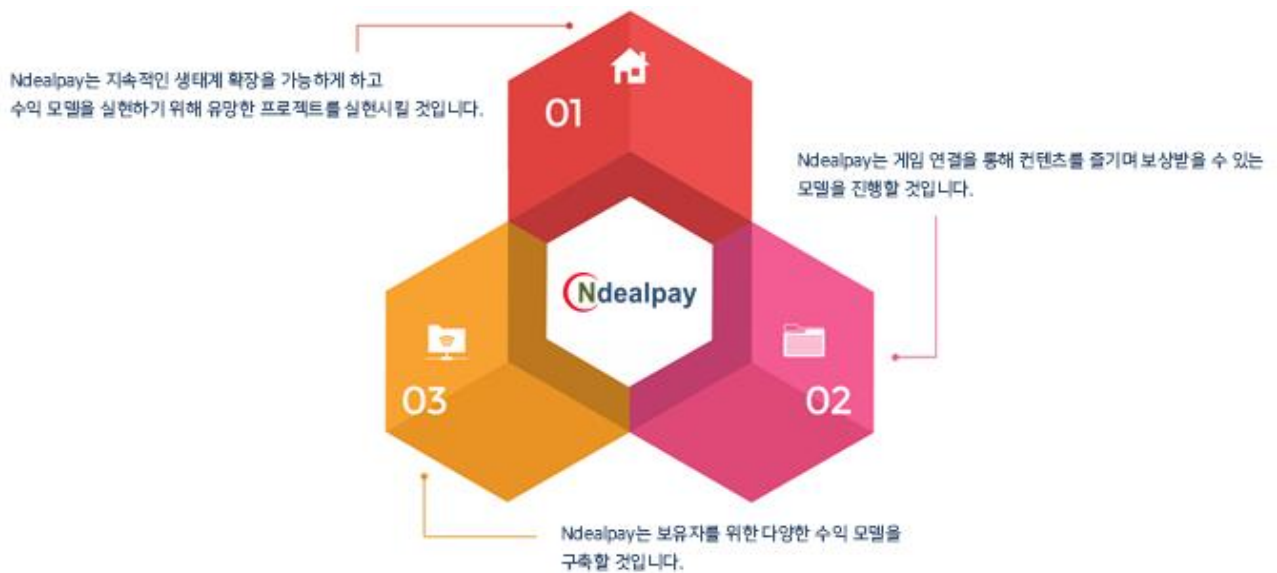 Ndealpay는 지속적인 생태계 확장을 가능하게 하고
수익 모델을 실현하기 위해 유망한 프로젝트를 실현시킬 것입니다.
01
Ndealpay는 게임 연결을 통해 컨텐츠를 즐기며 보상받을 수 있는
모델을 진행할 것입니다.
Ndealpay
03
02
Ndealpay는 보유자를 위한 다양한 수익 모델을
구축할 것입니다.